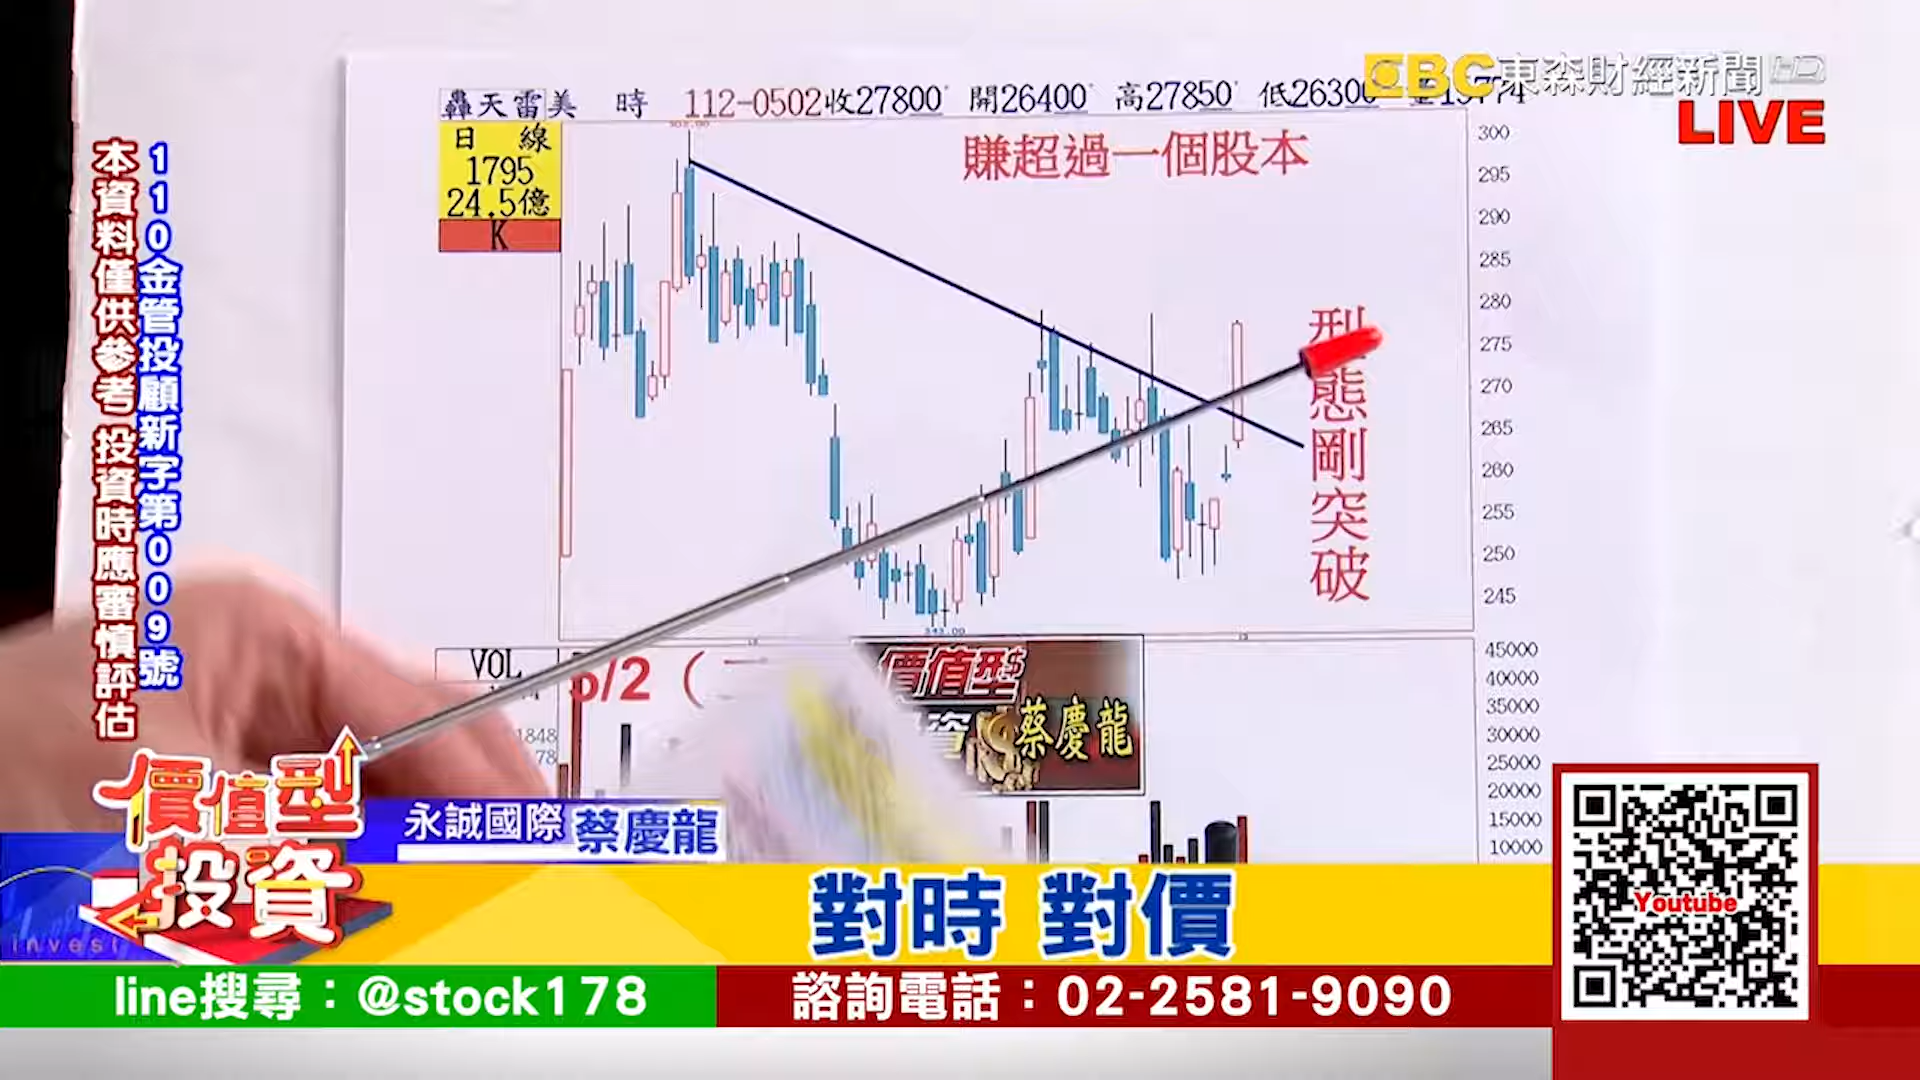 EBC東森財經新聞HD
LIVE
轟天雷美 時 112-0502收27800 開26400 高27850 低26300
日 線
1795
24.5億
K
賺超過一個股本
300
295
290
285
280
275
270
265
260
255
250
245
態剛突破
VOL
5/2
45000
40000
35000
30000
25000
20000
15000
10000
1848
78
價值型
蔡慶龍
110金管投顧新字第009號
本資料僅供參考 投資時應審慎評估
價值型
投資
invest
永誠國際 蔡慶龍
對時 對價
line搜尋：@stock178
諮詢電話：02-2581-9090
Youtube